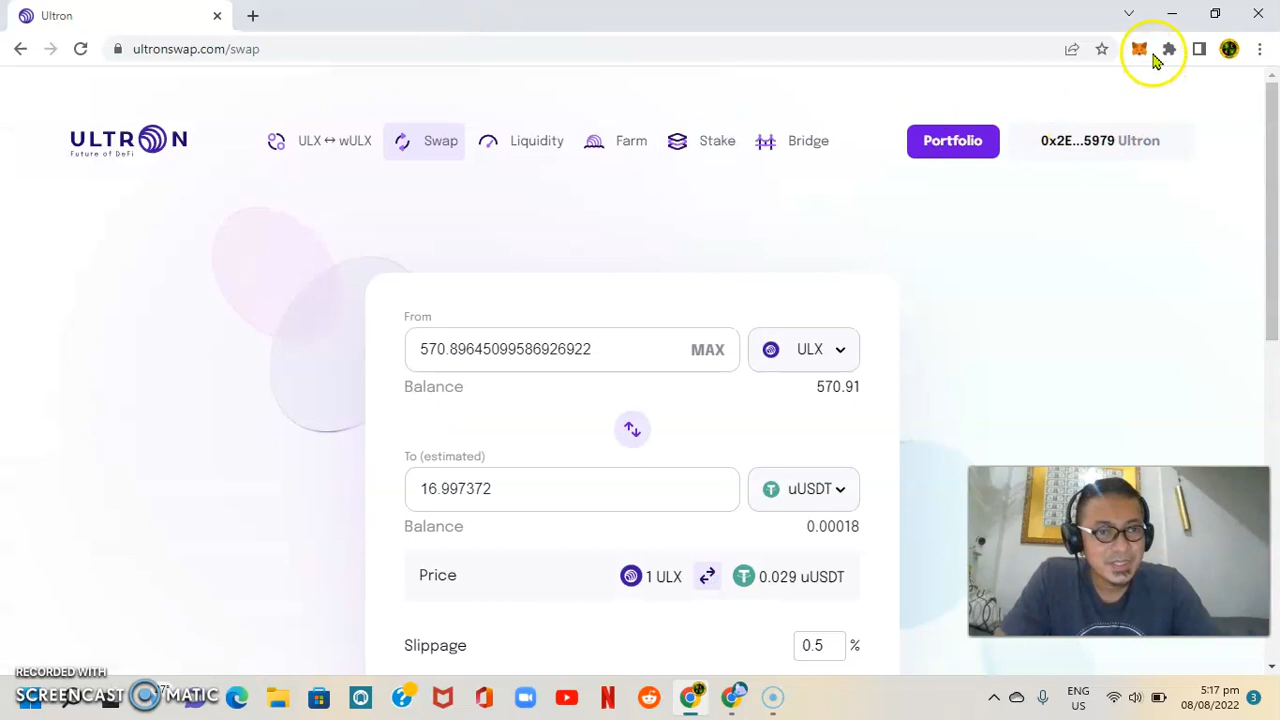 Ultron
ultronswap.com/swap
ULTRON
Future of DeFi
ULX ↔ wULX
Swap
Liquidity
Farm
Stake
Bridge
Portfolio
0x2E...5979 Ultron
From
570.89645099586926922
MAX
ULX
Balance
570.91
To (estimated)
16.997372
uUSDT
Balance
0.00018
Price
1 ULX
0.029 uUSDT
Slippage
0.5
%
RECORDED WITH
SCREENCAST MATIC
ENG
US
5:17 pm
08/08/2022
3